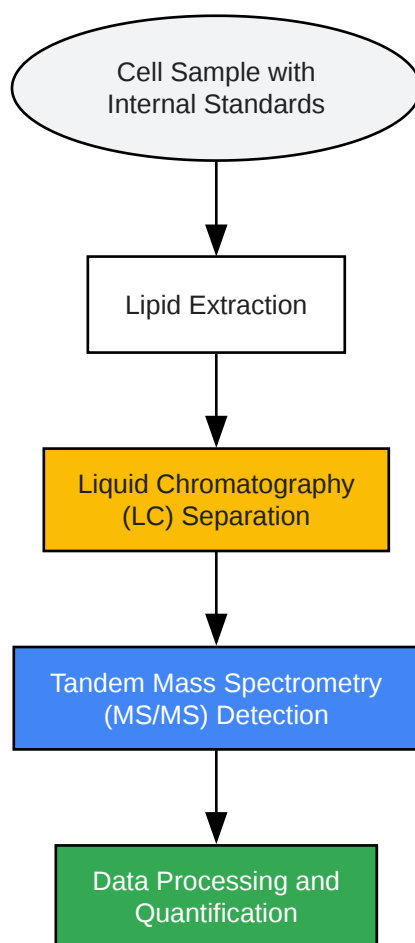 Cell Sample with
Internal Standards
Lipid Extraction
Liquid Chromatography
(LC) Separation
Tandem Mass Spectrometry
(MS/MS) Detection
Data Processing and
Quantification